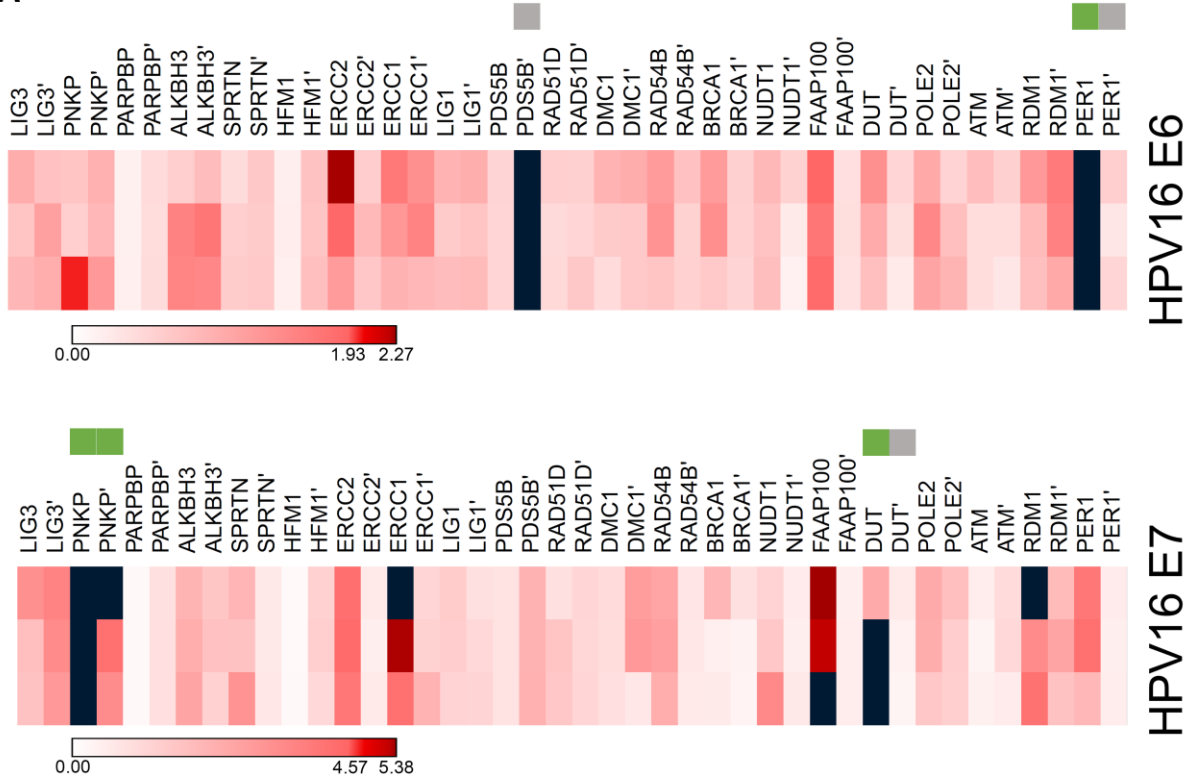 LIG3 LIG3' PNKP PNKP' PARPBP PARPBP' ALKBH3 ALKBH3' SPRTN SPRTN' HFM1 HFM1' ERCC2 ERCC2' ERCC1 ERCC1' LIG1 LIG1' PDS5B PDS5B' RAD51D RAD51D' DMC1 DMC1' RAD54B RAD54B' BRCA1 BRCA1' NUDT1 NUDT1' FAAP100 FAAP100' DUT DUT' POLE2 POLE2' ATM ATM' RDM1 RDM1' PER1 PER1'
HPV16 E6
0.00 1.93 2.27
LIG3 LIG3' PNKP PNKP' PARPBP PARPBP' ALKBH3 ALKBH3' SPRTN SPRTN' HFM1 HFM1' ERCC2 ERCC2' ERCC1 ERCC1' LIG1 LIG1' PDS5B PDS5B' RAD51D RAD51D' DMC1 DMC1' RAD54B RAD54B' BRCA1 BRCA1' NUDT1 NUDT1' FAAP100 FAAP100' DUT DUT' POLE2 POLE2' ATM ATM' RDM1 RDM1' PER1 PER1'
HPV16 E7
0.00 4.57 5.38